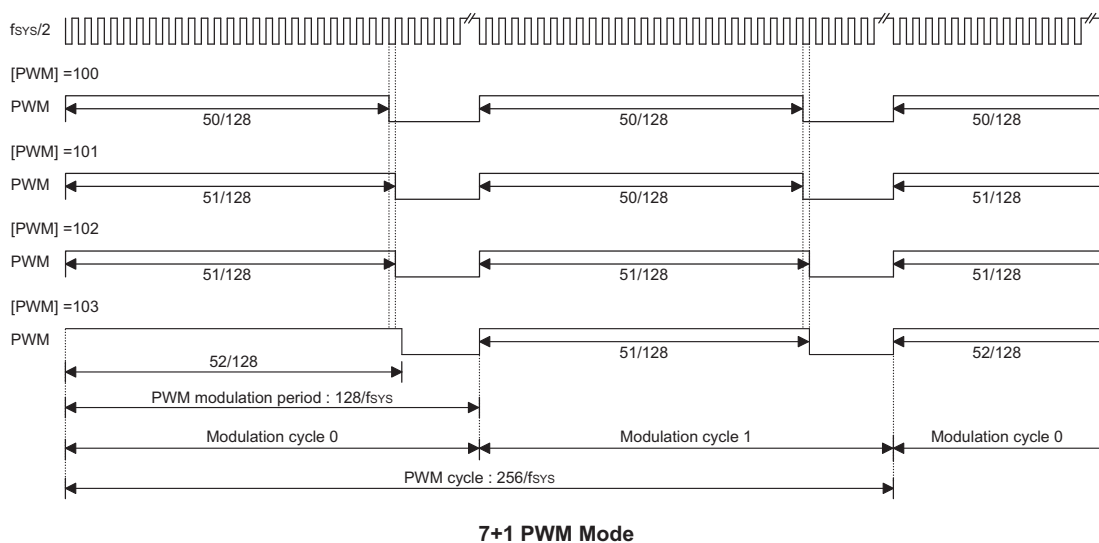 fSYS/2
[PWM] =100
PWM
50/128
50/128
50/128
[PWM] =101
PWM
51/128
50/128
51/128
[PWM] =102
PWM
51/128
51/128
51/128
[PWM] =103
PWM
52/128
51/128
52/128
PWM modulation period : 128/fSYS
Modulation cycle 0
Modulation cycle 1
Modulation cycle 0
PWM cycle : 256/fSYS
7+1 PWM Mode